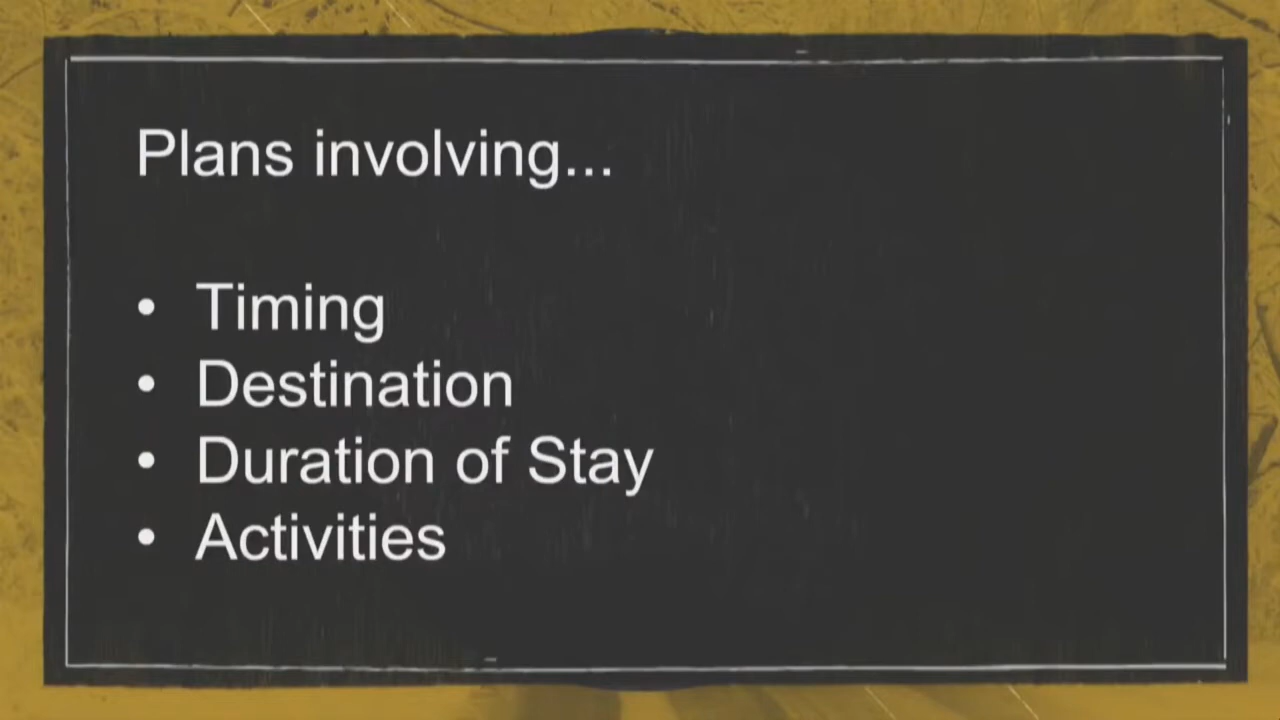 Plans involving...
• Timing
• Destination
• Duration of Stay
• Activities